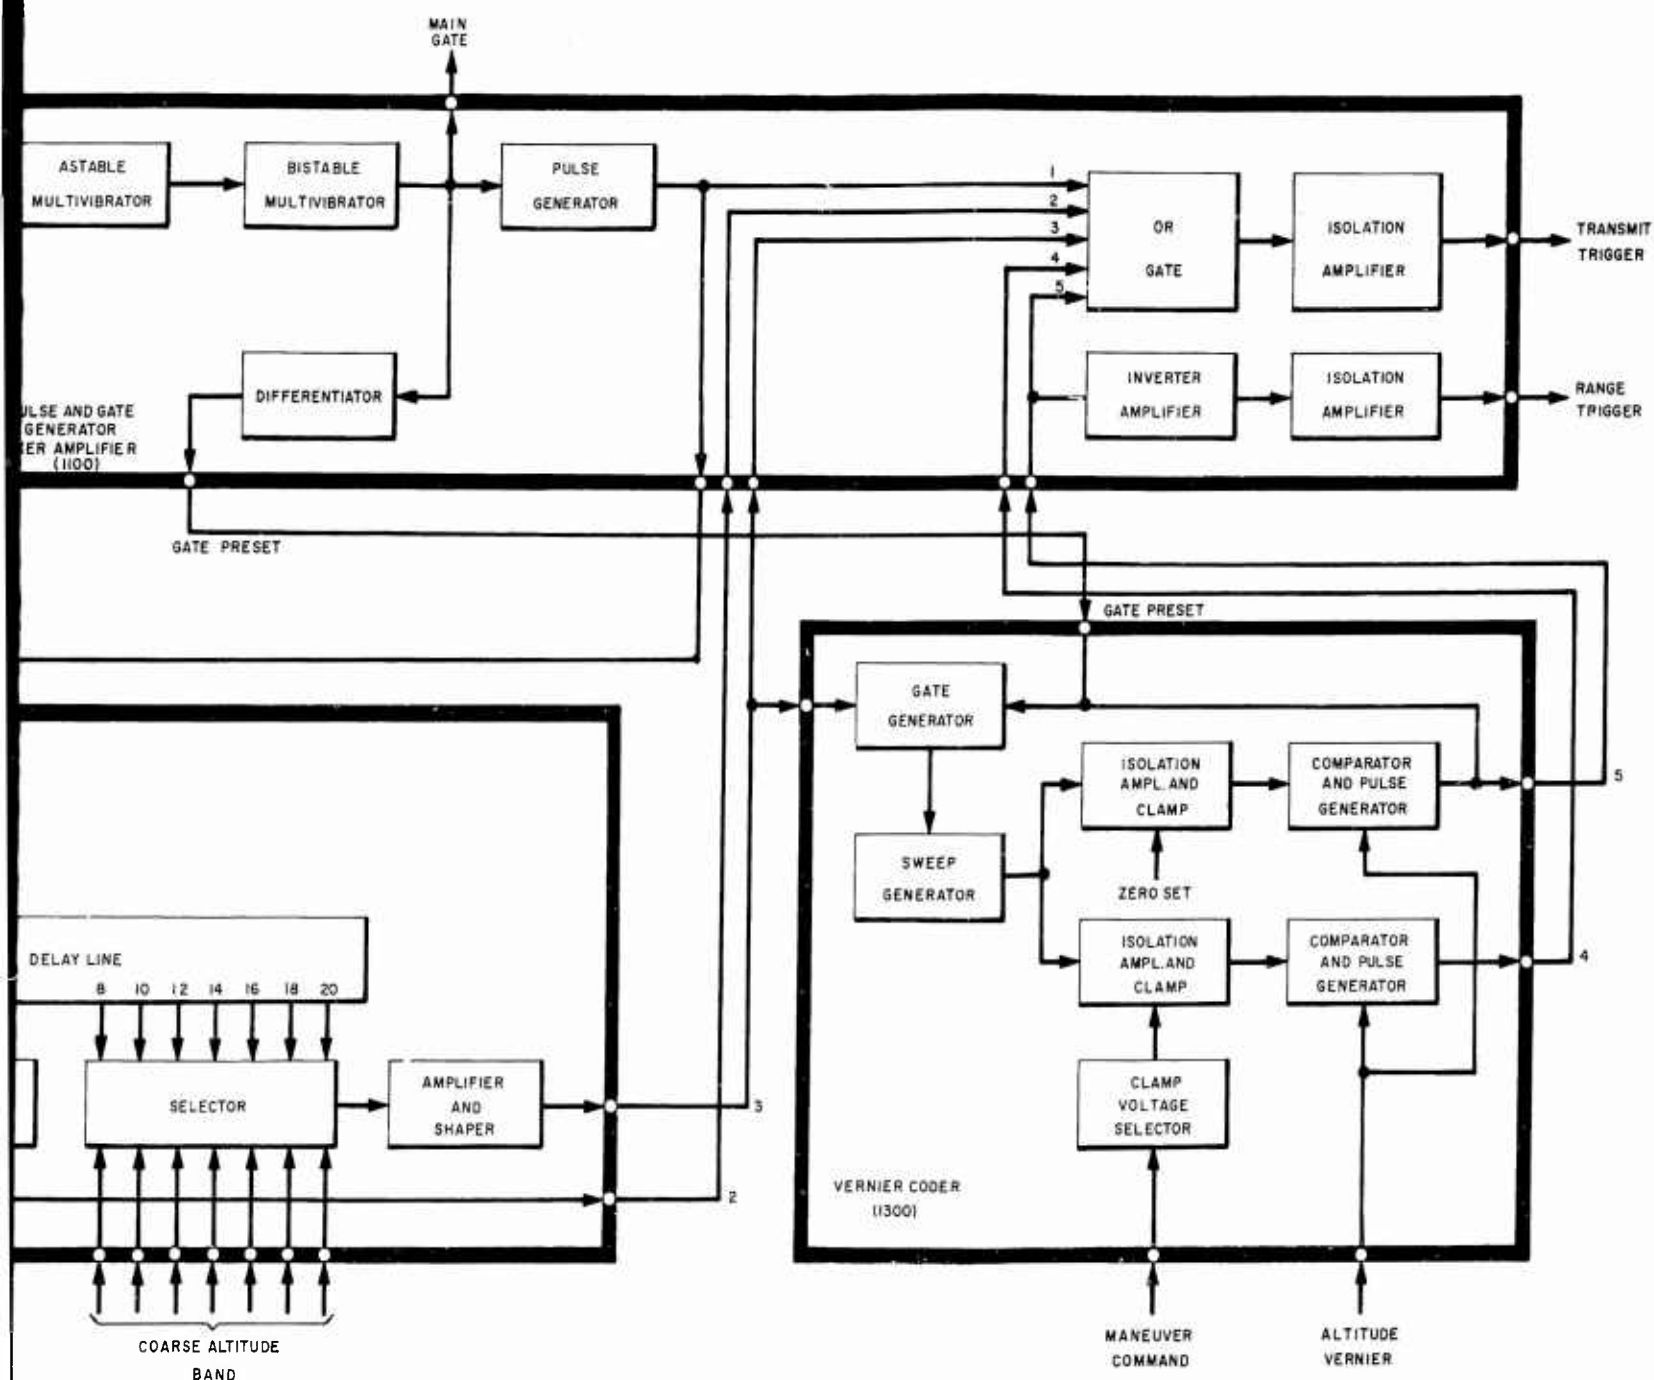 MAIN
GATE
ASTABLE
MULTIVIBRATOR
BISTABLE
MULTIVIBRATOR
PULSE
GENERATOR
1
2
3
4
5
OR
GATE
ISOLATION
AMPLIFIER
TRANSMIT
TRIGGER
DIFFERENTIATOR
INVERTER
AMPLIFIER
ISOLATION
AMPLIFIER
RANGE
TRIGGER
ULSE AND GATE
GENERATOR
ER AMPLIFIER
(1100)
GATE PRESET
GATE PRESET
GATE
GENERATOR
ISOLATION
AMPL. AND
CLAMP
COMPARATOR
AND PULSE
GENERATOR
5
SWEEP
GENERATOR
ZERO SET
ISOLATION
AMPL. AND
CLAMP
COMPARATOR
AND PULSE
GENERATOR
4
DELAY LINE
8 10 12 14 16 18 20
SELECTOR
AMPLIFIER
AND
SHAPER
3
CLAMP
VOLTAGE
SELECTOR
2
VERNIER CODER
(1300)
COARSE ALTITUDE
BAND
MANEUVER
COMMAND
ALTITUDE
VERNIER